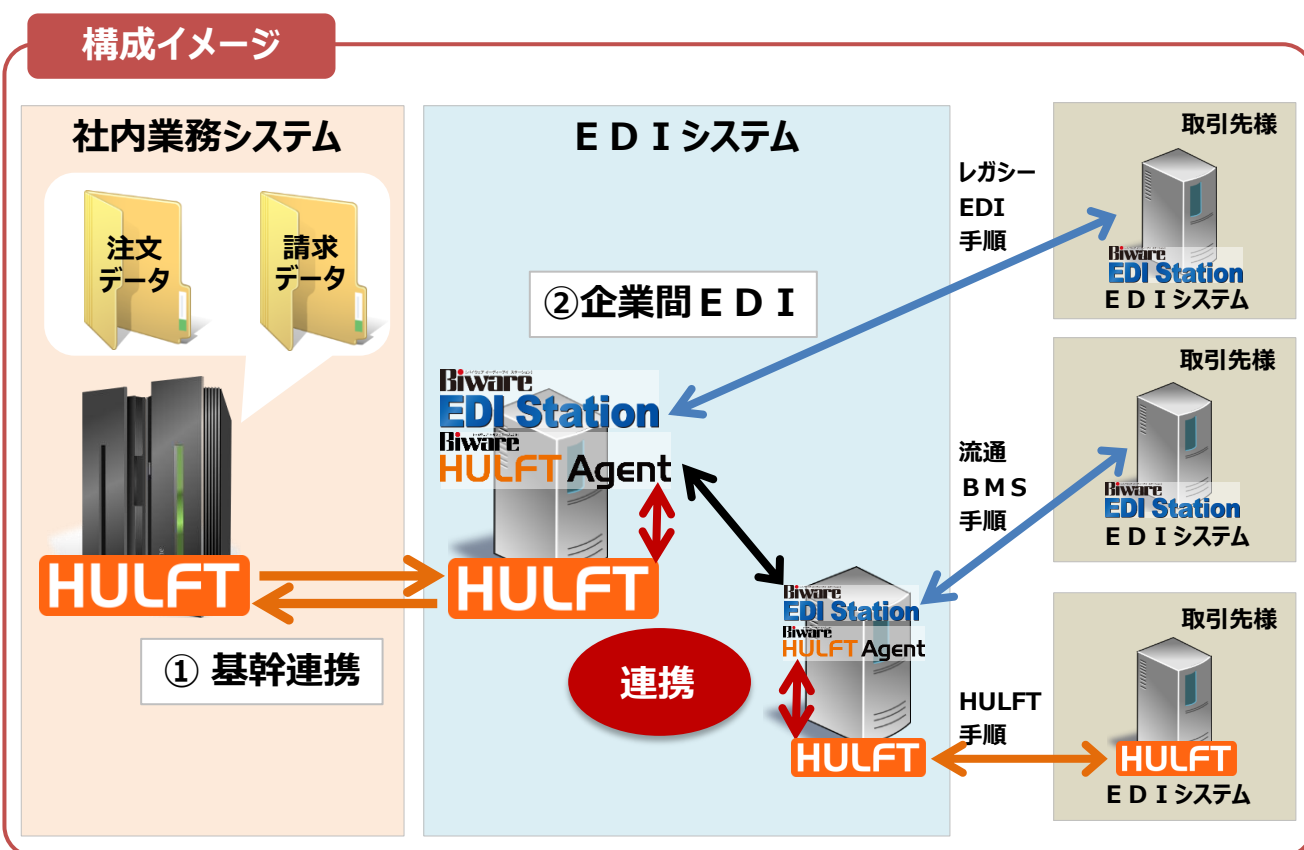 構成イメージ
社内業務システム
注文
データ
請求
データ
HULFT
① 基幹連携
ＥＤＩシステム
②企業間ＥＤＩ
Biware
EDI Station
Biware
HULFT Agent
HULFT
連携
Biware
EDI Station
Biware
HULFT Agent
HULFT
レガシー
EDI
手順
流通
ＢＭＳ
手順
HULFT
手順
取引先様
Biware
EDI Station
ＥＤＩシステム
取引先様
Biware
EDI Station
ＥＤＩシステム
取引先様
HULFT
ＥＤＩシステム